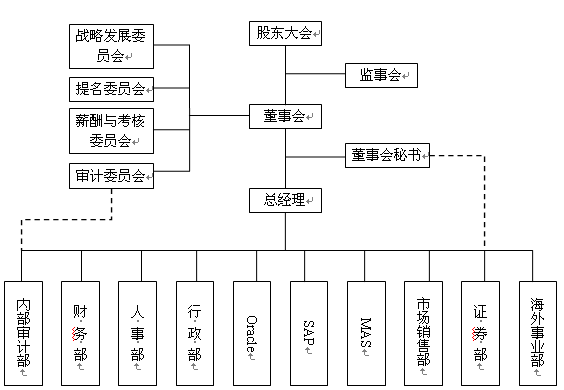 战略发展委
员会
股东大会
监事会
提名委员会
薪酬与考核
委员会
董事会
董事会秘书
审计委员会
总经理
内部审计部
财务部
人事部
行政部
Oracle
SAP
MAS
市场销售部
证券部
海外事业部